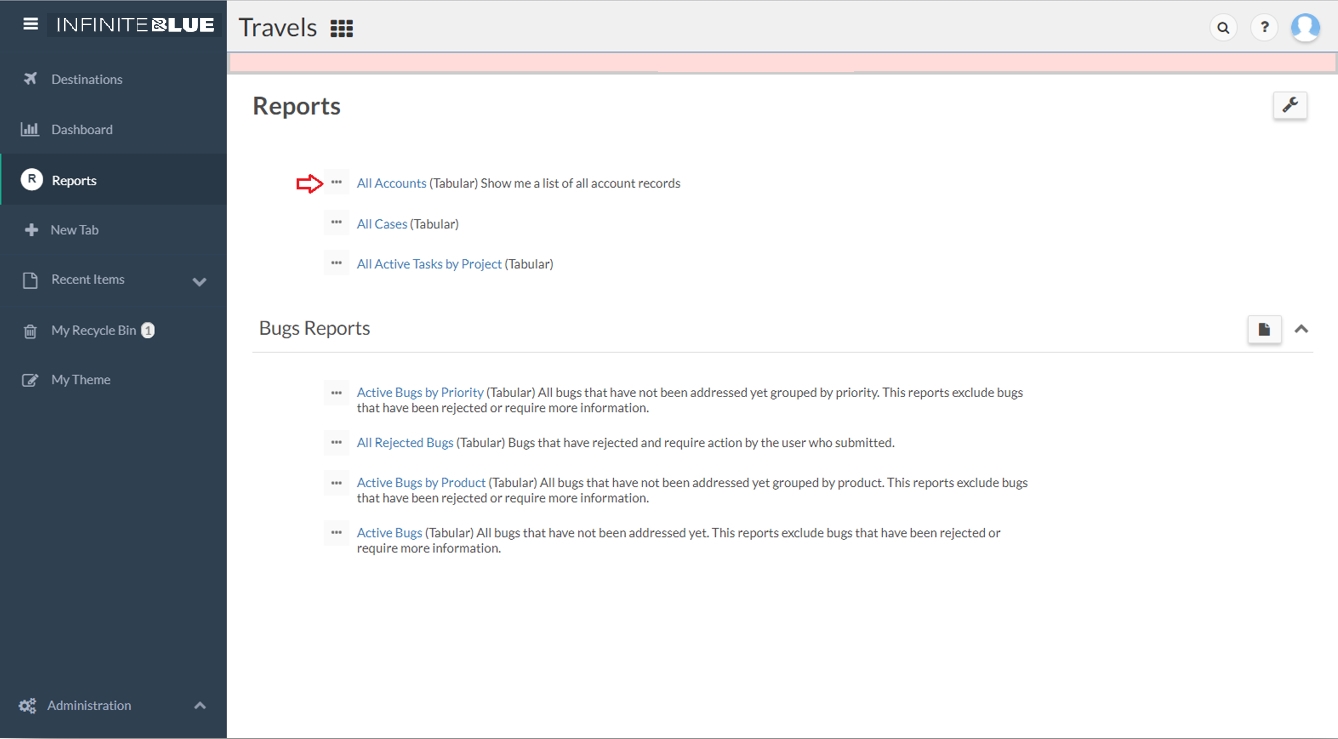 INFINITEBLUE
Travels
?
Destinations
Dashboard
R Reports
New Tab
Recent Items
My Recycle Bin 1
My Theme
Administration
Reports
All Accounts (Tabular) Show me a list of all account records
All Cases (Tabular)
All Active Tasks by Project (Tabular)
Bugs Reports
Active Bugs by Priority (Tabular) All bugs that have not been addressed yet grouped by priority. This reports exclude bugs
that have been rejected or require more information.
All Rejected Bugs (Tabular) Bugs that have rejected and require action by the user who submitted.
Active Bugs by Product (Tabular) All bugs that have not been addressed yet grouped by product. This reports exclude bugs
that have been rejected or require more information.
Active Bugs (Tabular) All bugs that have not been addressed yet. This reports exclude bugs that have been rejected or
require more information.